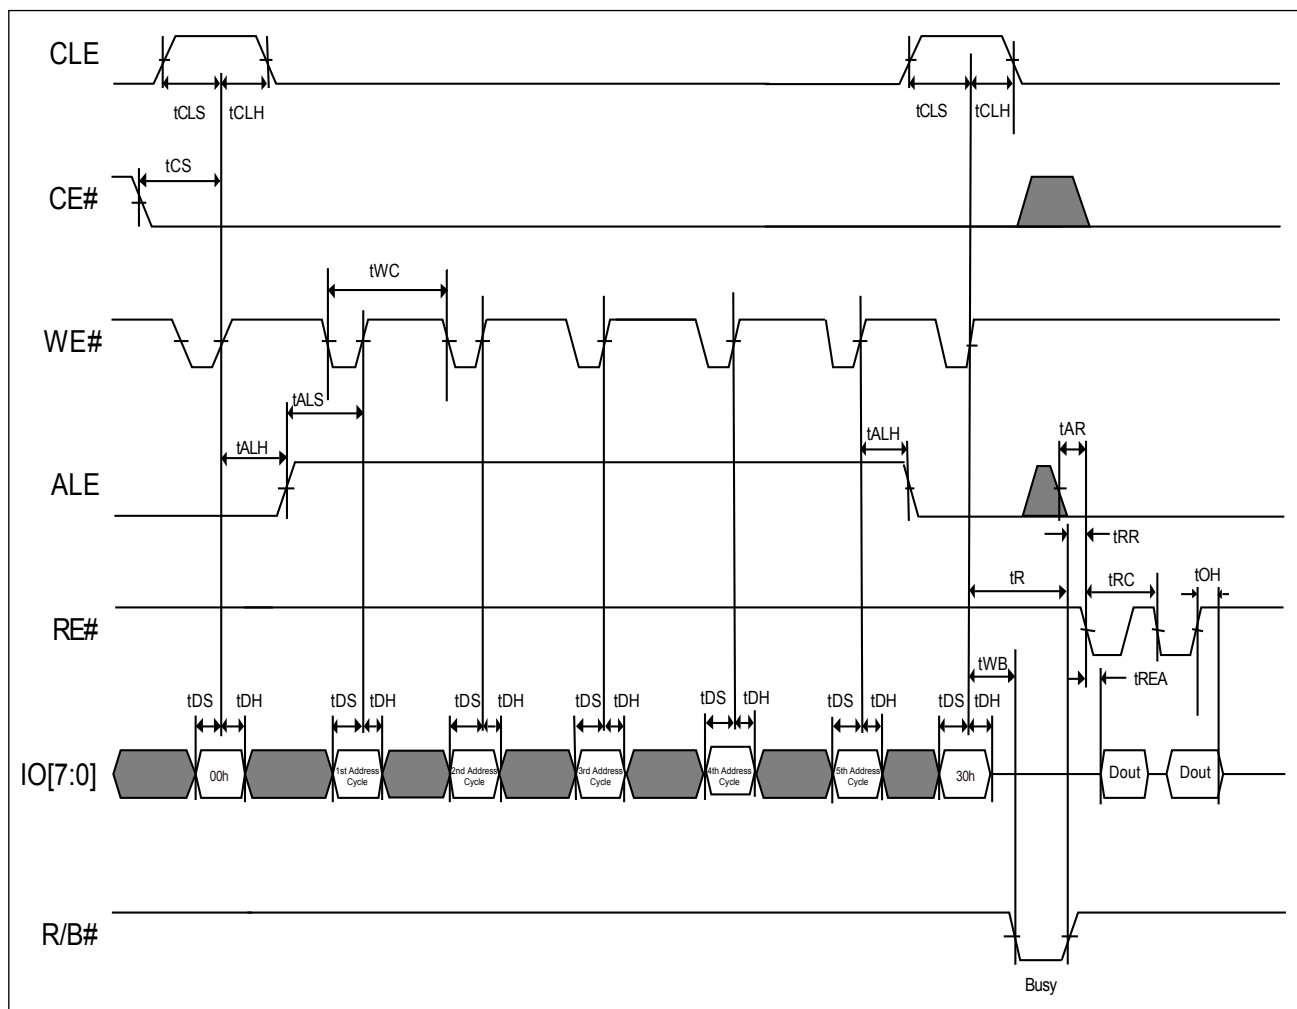 CLE
tCLS tCLH
tCLS tCLH
tCS
CE#
tWC
WE#
tALS
tALH
tALH
tAR
ALE
tRR
tR
tRC
tOH
RE#
tWB
tREA
tDS tDH
tDS tDH
tDS tDH
tDS tDH
tDS tDH
tDS tDH
tDS tDH
IO[7:0]
00h
1st Address
Cycle
2nd Address
Cycle
3rd Address
Cycle
4th Address
Cycle
5th Address
Cycle
30h
Dout
Dout
R/B#
Busy